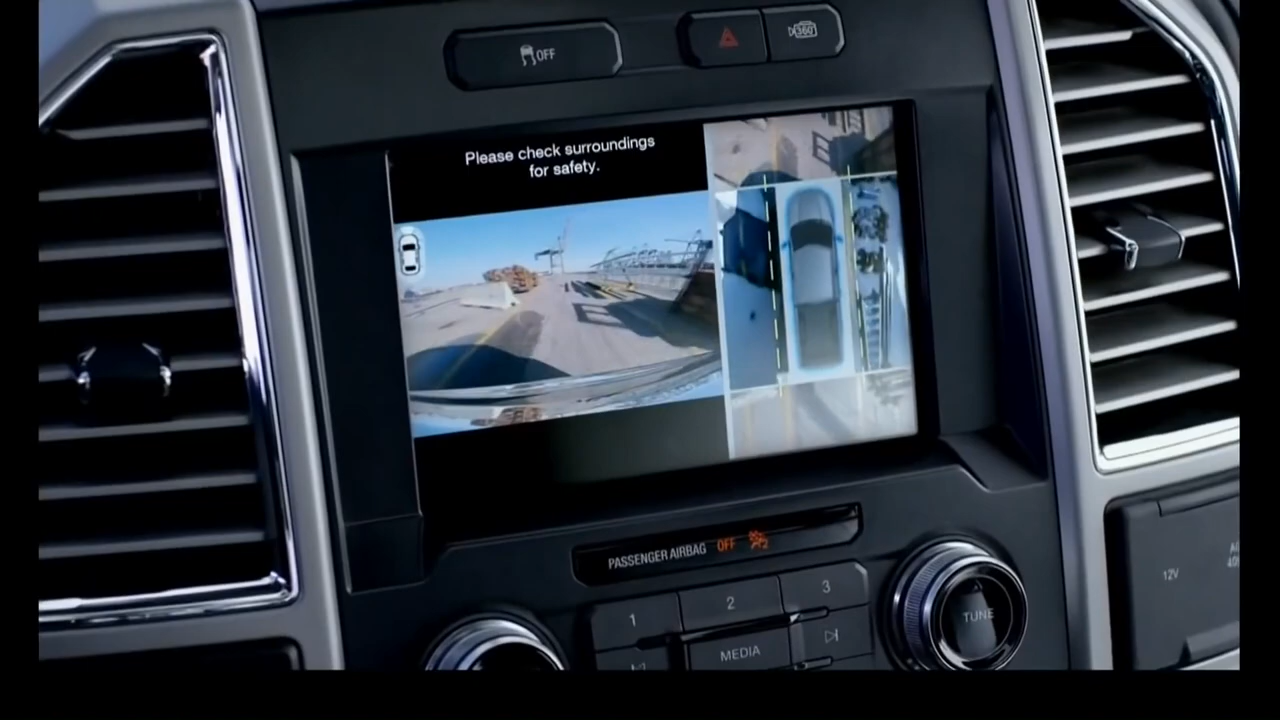 OFF
360
Please check surroundings
for safety.
PASSENGER AIRBAG OFF
1 2 3
TUNE
MEDIA
12V